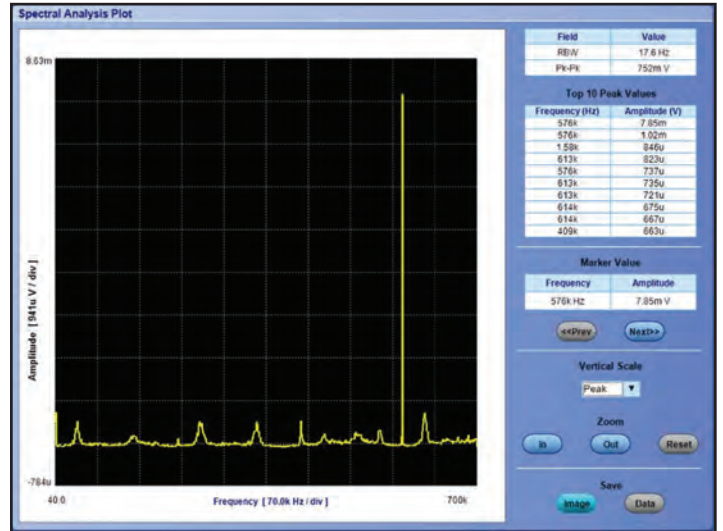 Spectral Analysis Plot
8.63m
Amplitude [ 941u V / div ]
-784u
40.0
Frequency [ 70.0k Hz / div ]
700k
Field Value
RBW 17.6 Hz
Pk-Pk 752m V
Top 10 Peak Values
Frequency (Hz) Amplitude (V)
576k 7.85m
576k 1.02m
1.58k 846u
613k 823u
576k 737u
613k 735u
613k 721u
614k 675u
614k 667u
409k 663u
Marker Value
Frequency Amplitude
576k Hz 7.85m V
<<Prev Next>>
Vertical Scale
Peak
Zoom
In Out Reset
Save
Image Data